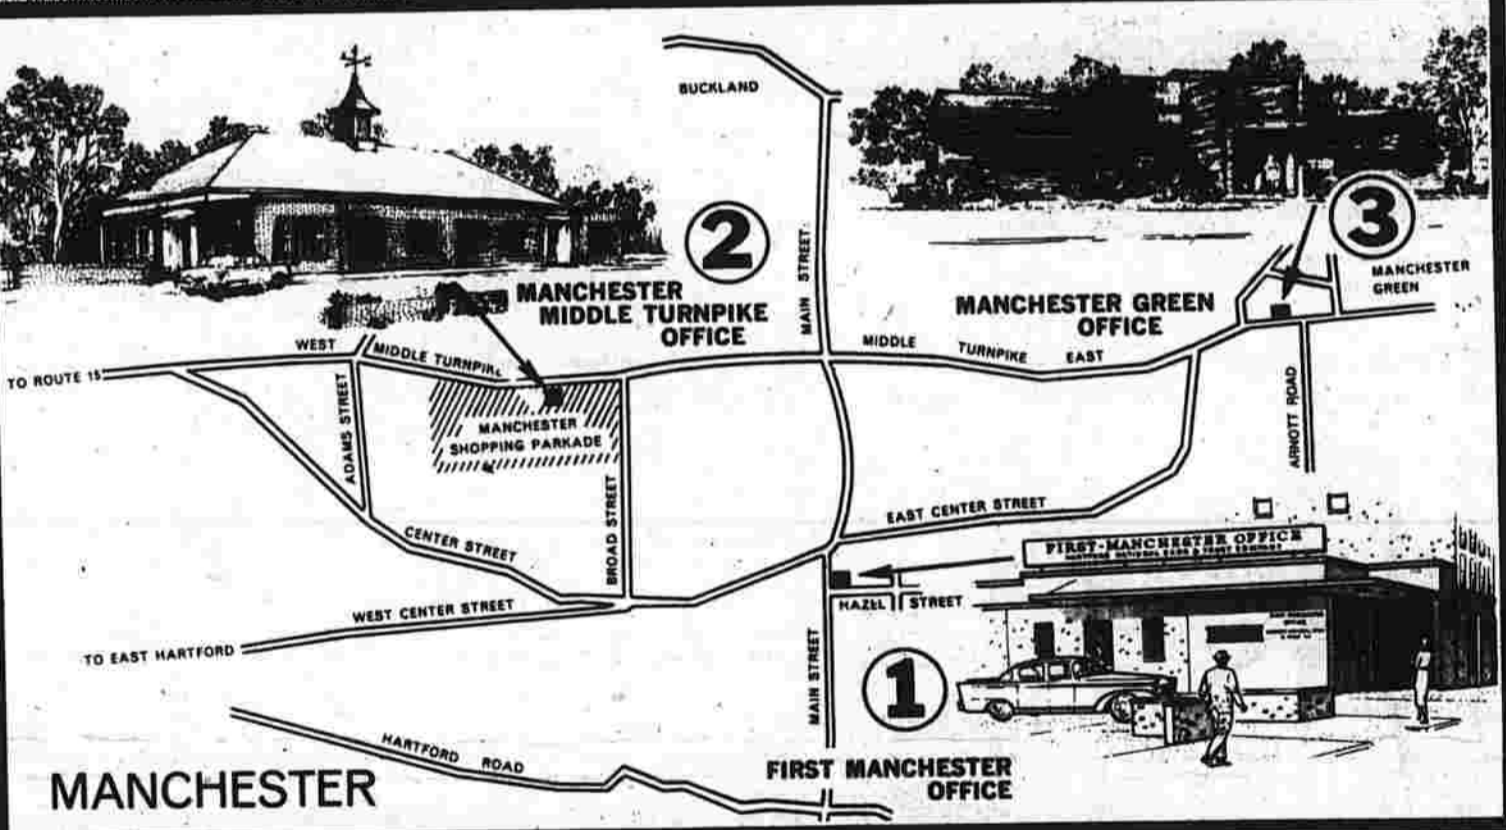 BUCKLAND
2
MANCHESTER
MIDDLE TURNPIKE
OFFICE
MAIN STREET
3
MANCHESTER
GREEN
MANCHESTER GREEN
OFFICE
WEST
MIDDLE TURNPIKE
MIDDLE TURNPIKE EAST
TO ROUTE 15
ADAMS STREET
MANCHESTER
SHOPPING PARKADE
BROAD STREET
ARNOTT ROAD
CENTER STREET
EAST CENTER STREET
FIRST-MANCHESTER OFFICE
HAZEL STREET
WEST CENTER STREET
TO EAST HARTFORD
MAIN STREET
1
HARTFORD ROAD
FIRST MANCHESTER
OFFICE
MANCHESTER